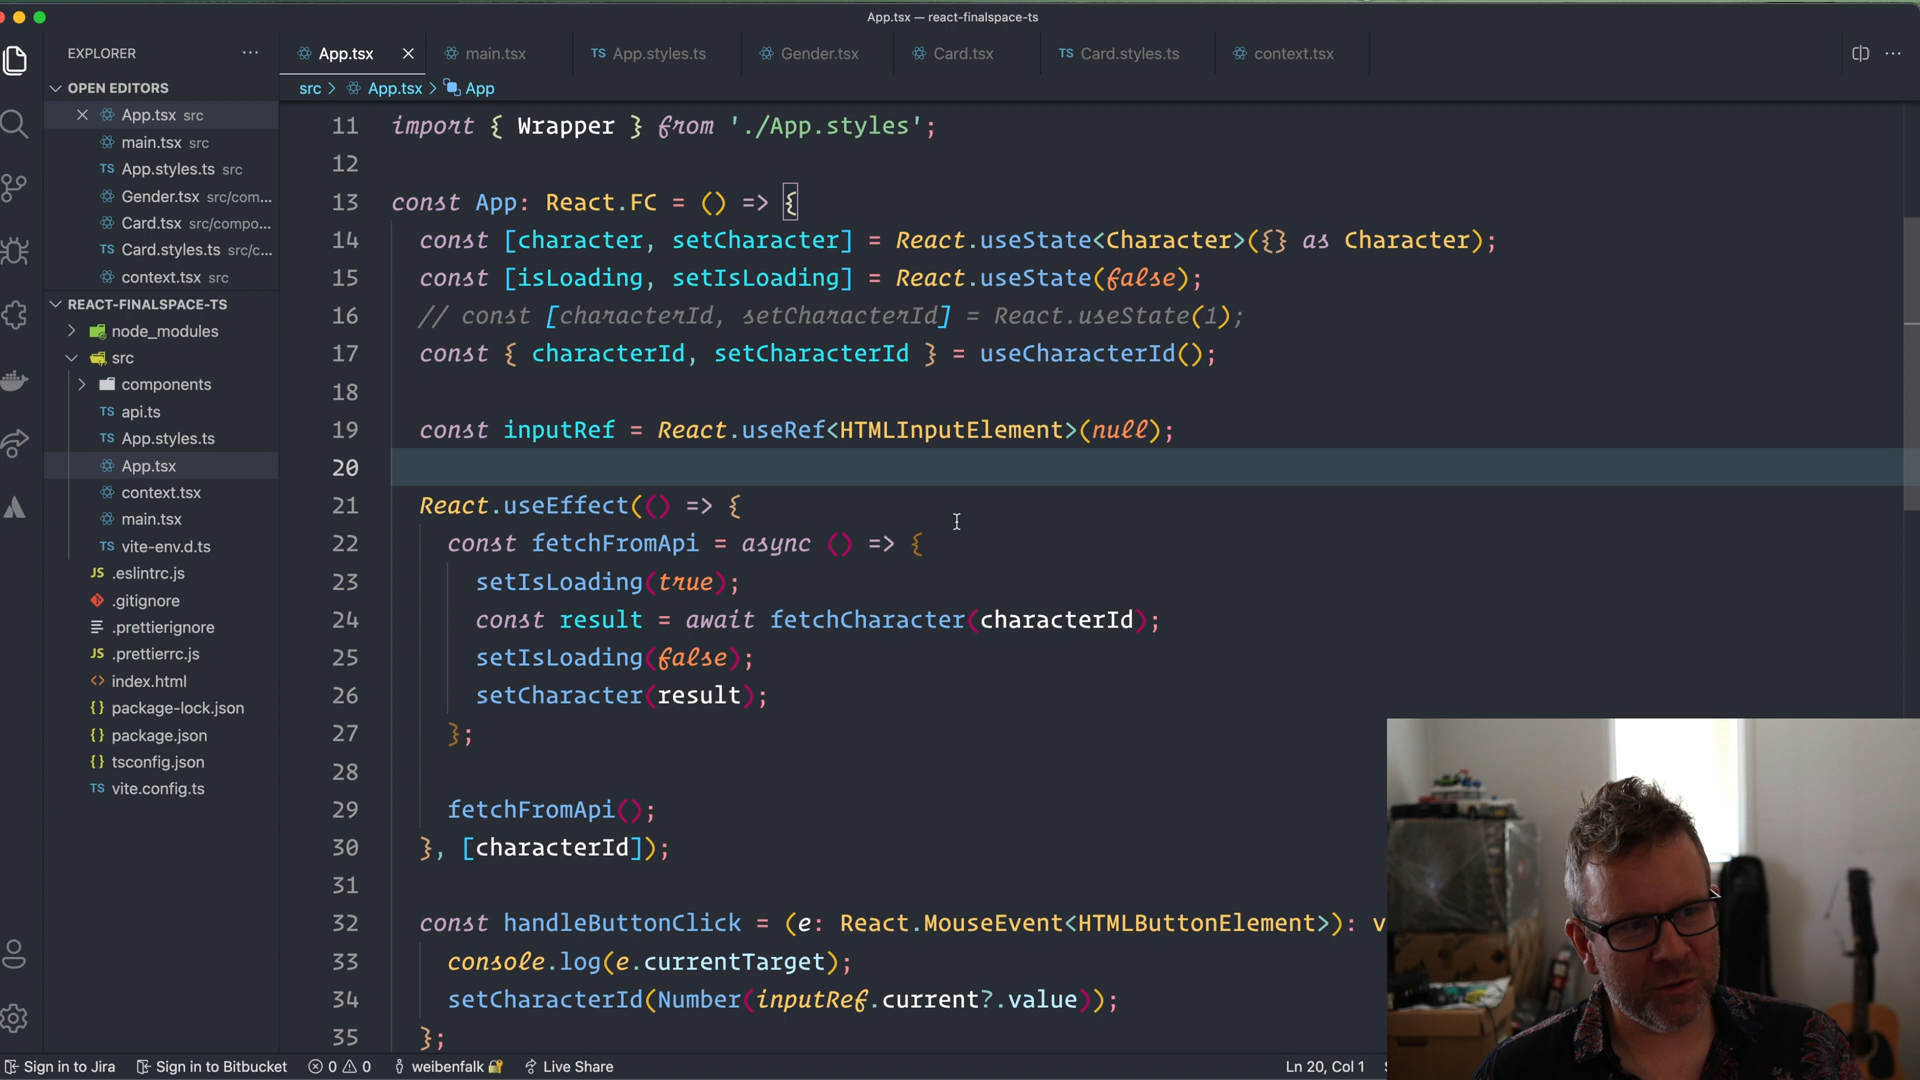 App.tsx — react-finalspace-ts
EXPLORER
App.tsx
main.tsx
TS App.styles.ts
Gender.tsx
Card.tsx
TS Card.styles.ts
context.tsx
OPEN EDITORS
src > App.tsx > App
App.tsx src
main.tsx src
TS App.styles.ts src
Gender.tsx src/com...
Card.tsx src/compo...
TS Card.styles.ts src/c...
context.tsx src
REACT-FINALSPACE-TS
node_modules
src
components
TS api.ts
TS App.styles.ts
App.tsx
context.tsx
main.tsx
TS vite-env.d.ts
JS .eslintrc.js
.gitignore
.prettierignore
JS .prettierrc.js
<> index.html
{} package-lock.json
{} package.json
{} tsconfig.json
TS vite.config.ts
11 import { Wrapper } from './App.styles';
12
13 const App: React.FC = () => {
14 const [character, setCharacter] = React.useState<Character>({} as Character);
15 const [isLoading, setIsLoading] = React.useState(false);
16 // const [characterId, setCharacterId] = React.useState(1);
17 const { characterId, setCharacterId } = useCharacterId();
18
19 const inputRef = React.useRef<HTMLInputElement>(null);
20
21 React.useEffect(() => {
22 const fetchFromApi = async () => {
23 setIsLoading(true);
24 const result = await fetchCharacter(characterId);
25 setIsLoading(false);
26 setCharacter(result);
27 };
28
29 fetchFromApi();
30 }, [characterId]);
31
32 const handleButtonClick = (e: React.MouseEvent<HTMLButtonElement>): v
33 console.log(e.currentTarget);
34 setCharacterId(Number(inputRef.current?.value));
35 };
Sign in to Jira
Sign in to Bitbucket
0
0
weibenfalk
Live Share
Ln 20, Col 1